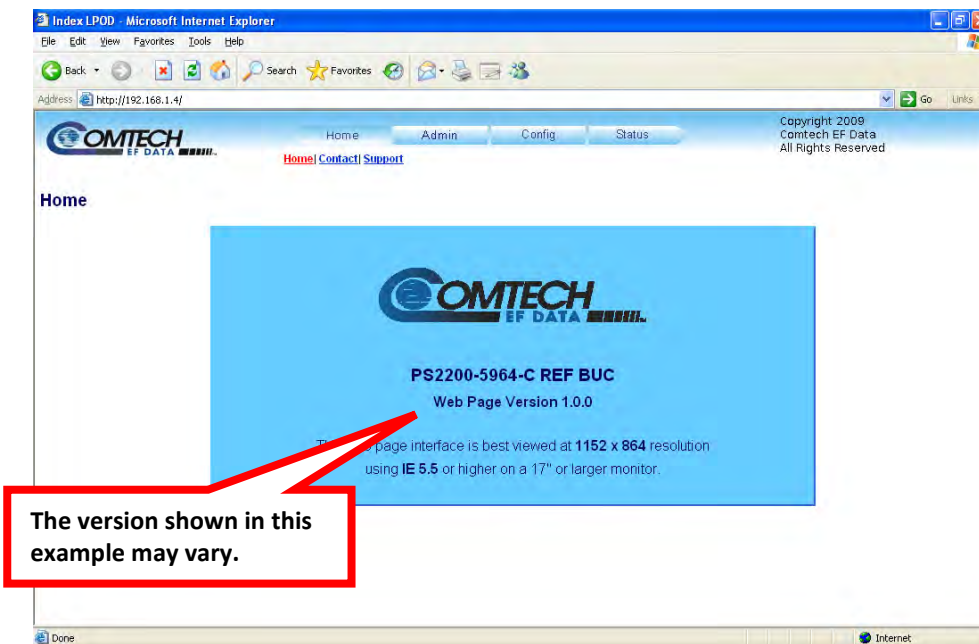 Index LPOD - Microsoft Internet Explorer
File Edit View Favorites Tools Help
Back Search Favorites
Address http://192.168.1.4/ Go Links
COMTECH
EF DATA
Home Admin Config Status
Copyright 2009
Comtech EF Data
All Rights Reserved
Home| Contact| Support
Home
COMTECH
EF DATA
PS2200-5964-C REF BUC
Web Page Version 1.0.0
page interface is best viewed at 1152 x 864 resolution
using IE 5.5 or higher on a 17" or larger monitor.
The version shown in this
example may vary.
Done Internet